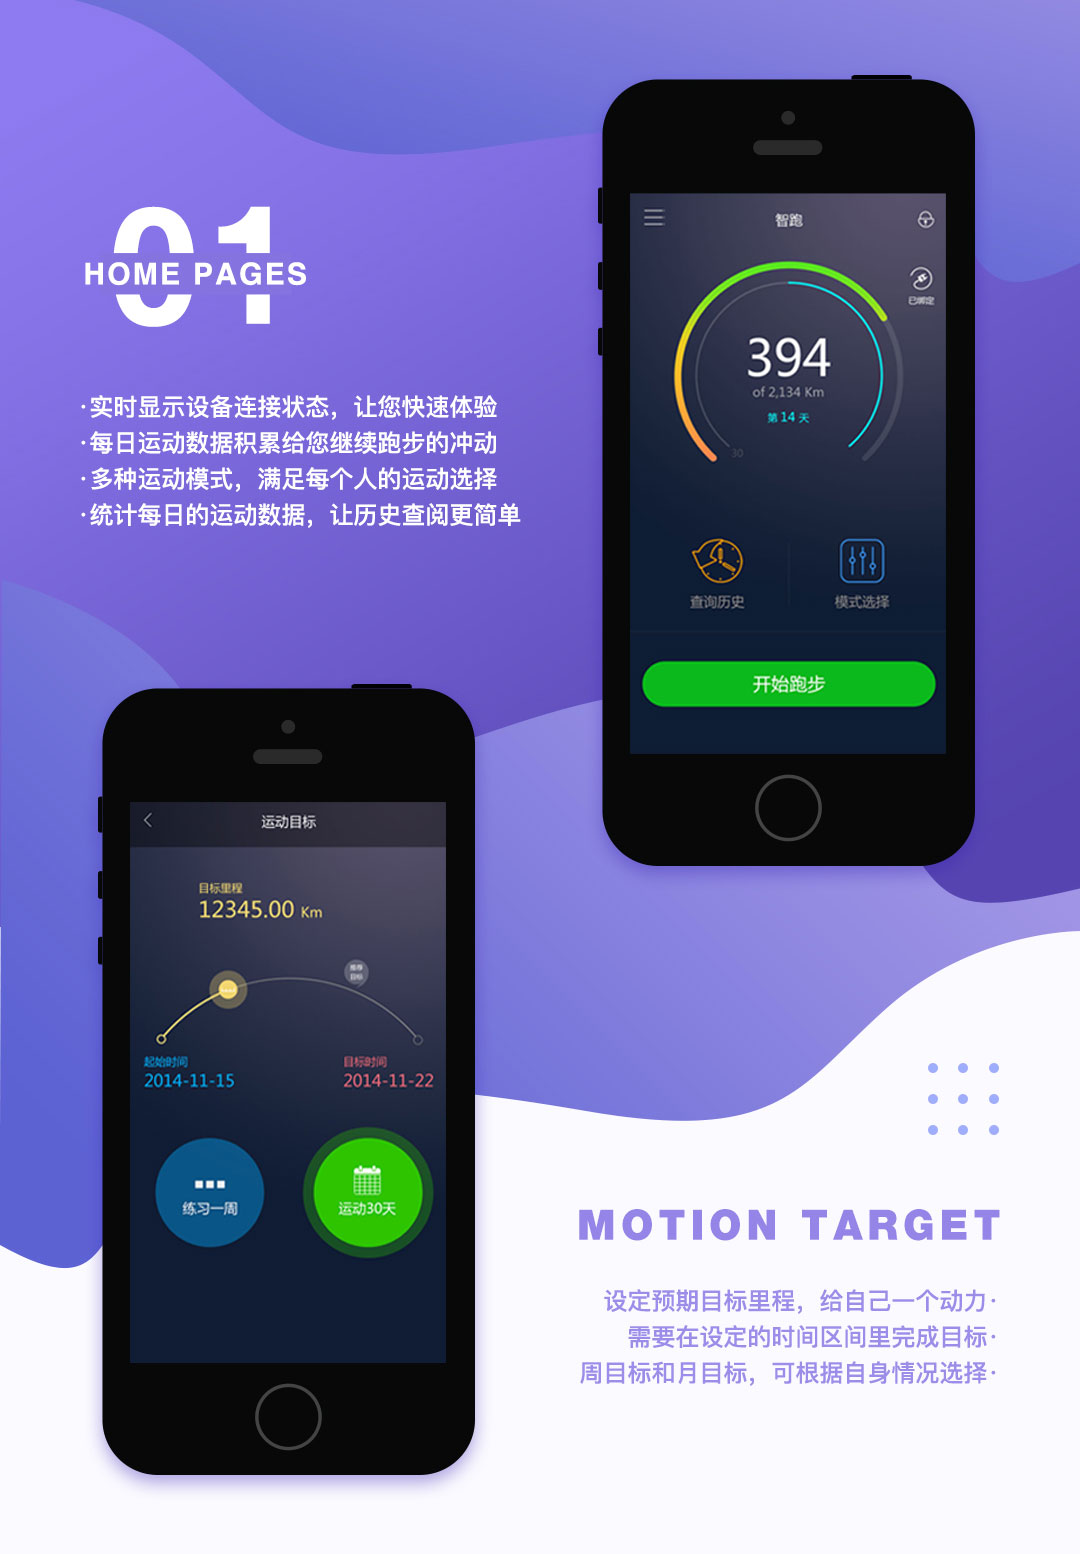 01
HOME PAGES
·实时显示设备连接状态，让您快速体验
·每日运动数据积累给您继续跑步的冲动
·多种运动模式，满足每个人的运动选择
·统计每日的运动数据，让历史查阅更简单
智跑
已绑定
394
of 2,134 Km
第 14 天
30
查询历史
模式选择
开始跑步
运动目标
目标里程
12345.00 Km
推荐
目标
起始时间
目标时间
2014-11-15
2014-11-22
练习一周
运动30天
MOTION TARGET
设定预期目标里程，给自己一个动力·
需要在设定的时间区间里完成目标·
周目标和月目标，可根据自身情况选择·